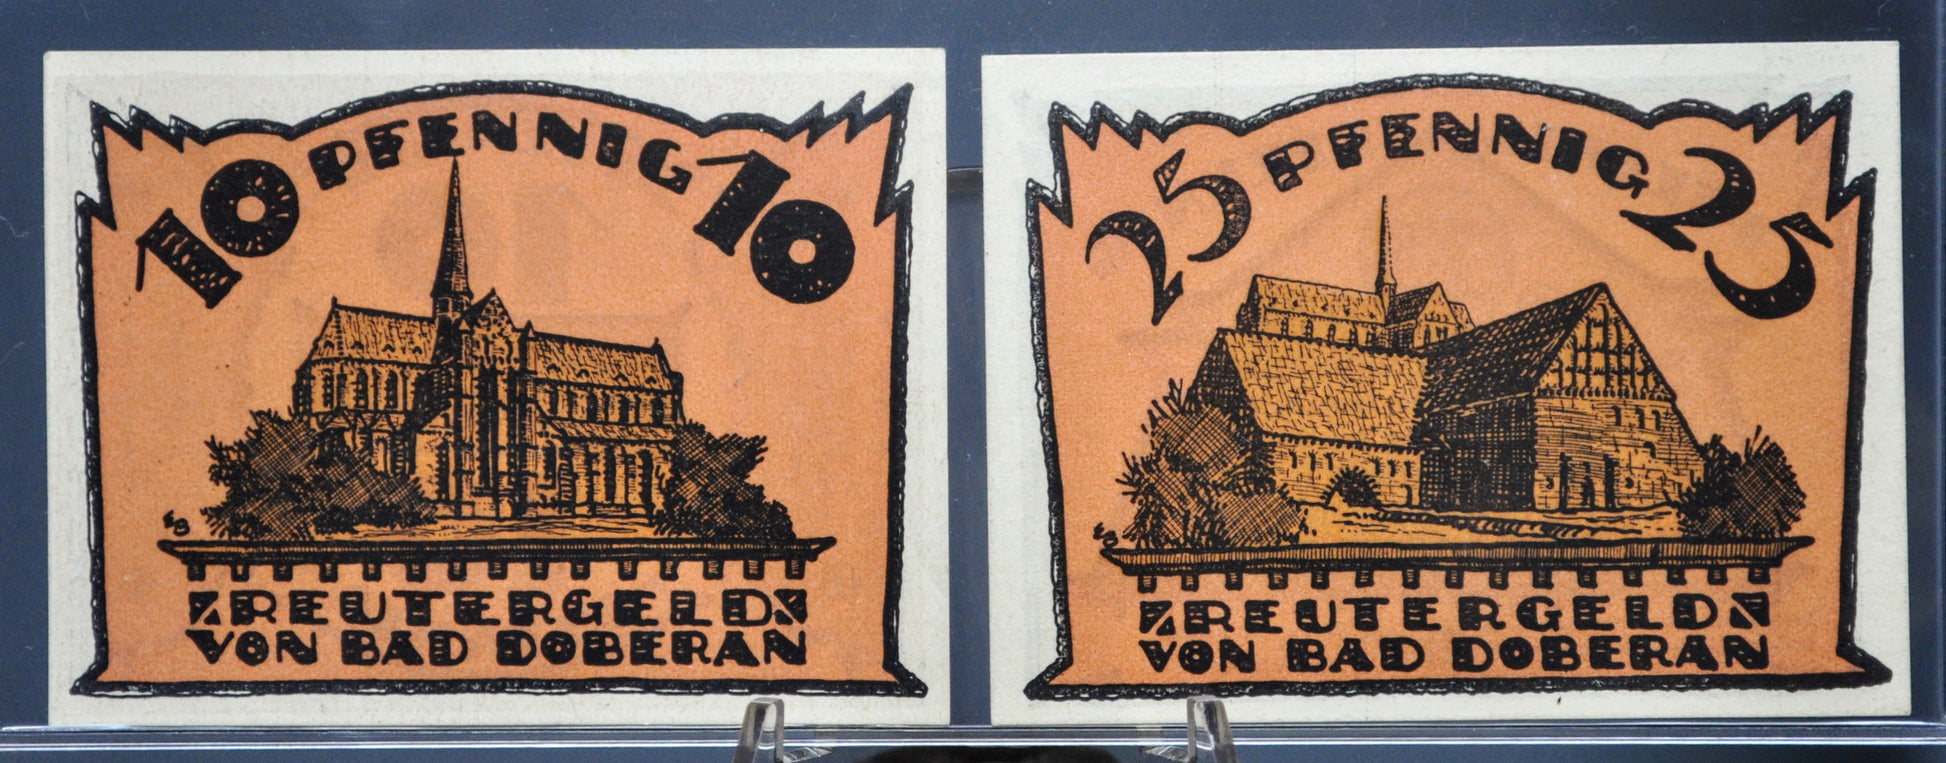 10 PFENNIG 10
REUTERGELD
VON BAD DOBERAN
25 PFENNIG 25
REUTERGELD
VON BAD DOBERAN